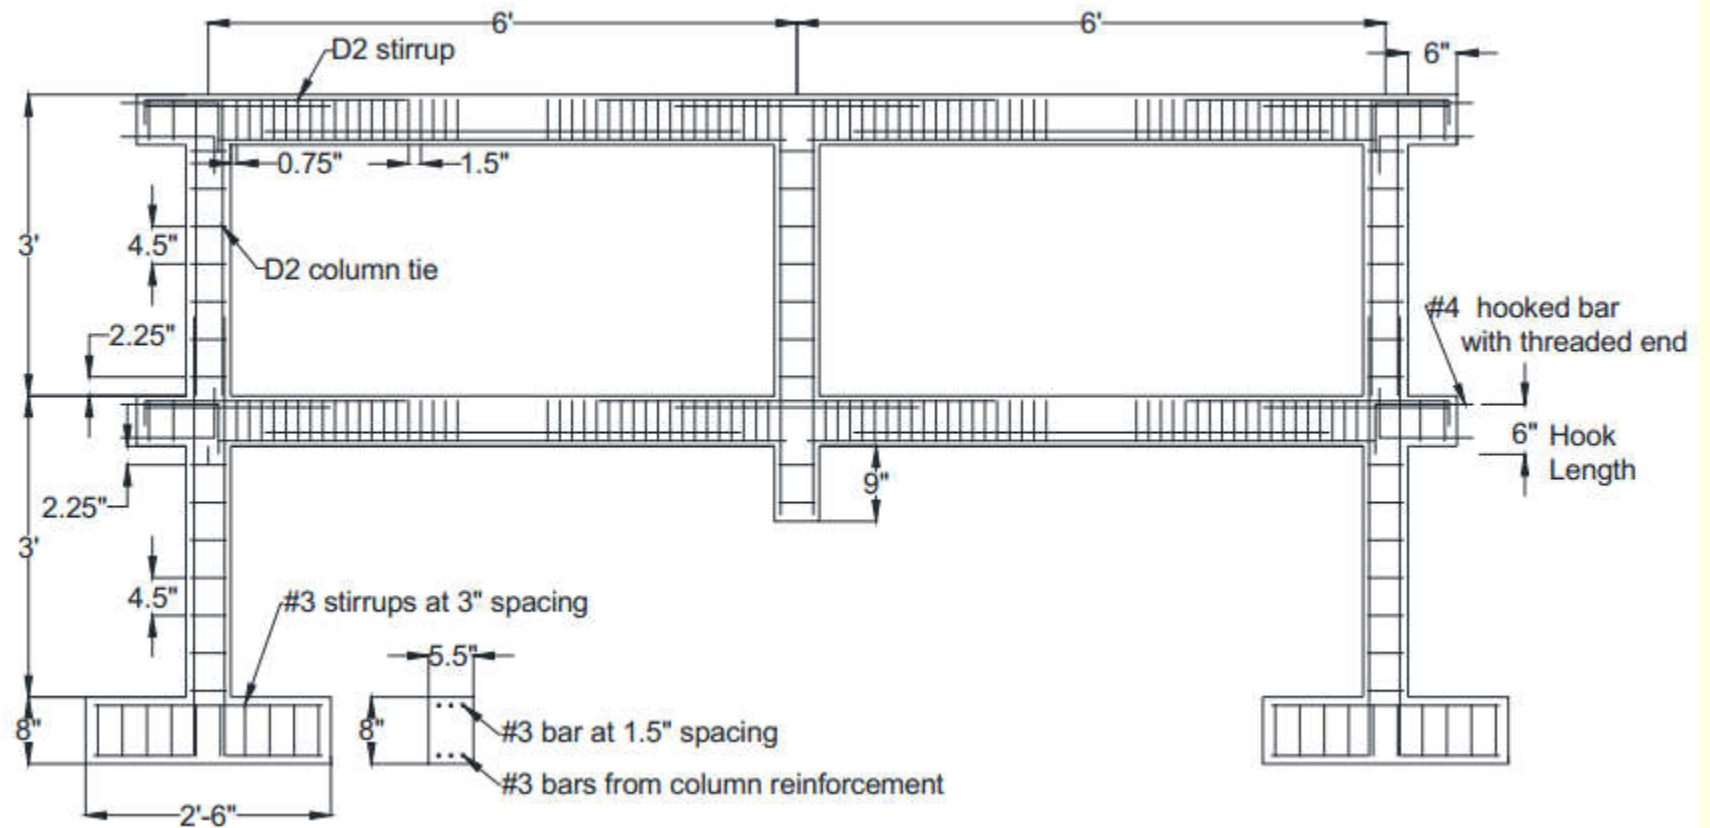 6'
6'
6"
D2 stirrup
0.75"
1.5"
3'
4.5"
D2 column tie
2.25"
#4 hooked bar
with threaded end
6" Hook
Length
9"
2.25"
3'
4.5"
#3 stirrups at 3" spacing
5.5"
8"
8"
#3 bar at 1.5" spacing
#3 bars from column reinforcement
2'-6"